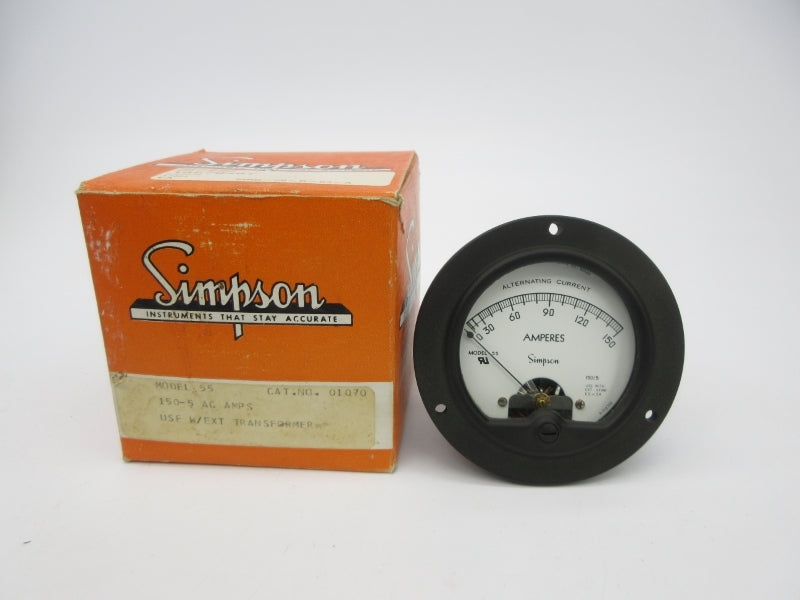 Simpson
Simpson
INSTRUMENTS THAT STAY ACCURATE
MODEL 55 CAT.NO. 01070
150-5 AC AMPS
USE W/EXT TRANSFORMER
ALTERNATING CURRENT
0 30 60 90 120 150
AMPERES
MODEL 55
Simpson
150/5